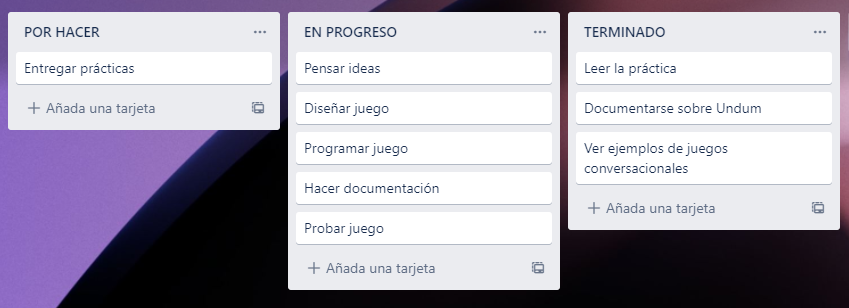 POR HACER
Entregar prácticas
Añada una tarjeta
EN PROGRESO
Pensar ideas
Diseñar juego
Programar juego
Hacer documentación
Probar juego
Añada una tarjeta
TERMINADO
Leer la práctica
Documentarse sobre Undum
Ver ejemplos de juegos
conversacionales
Añada una tarjeta